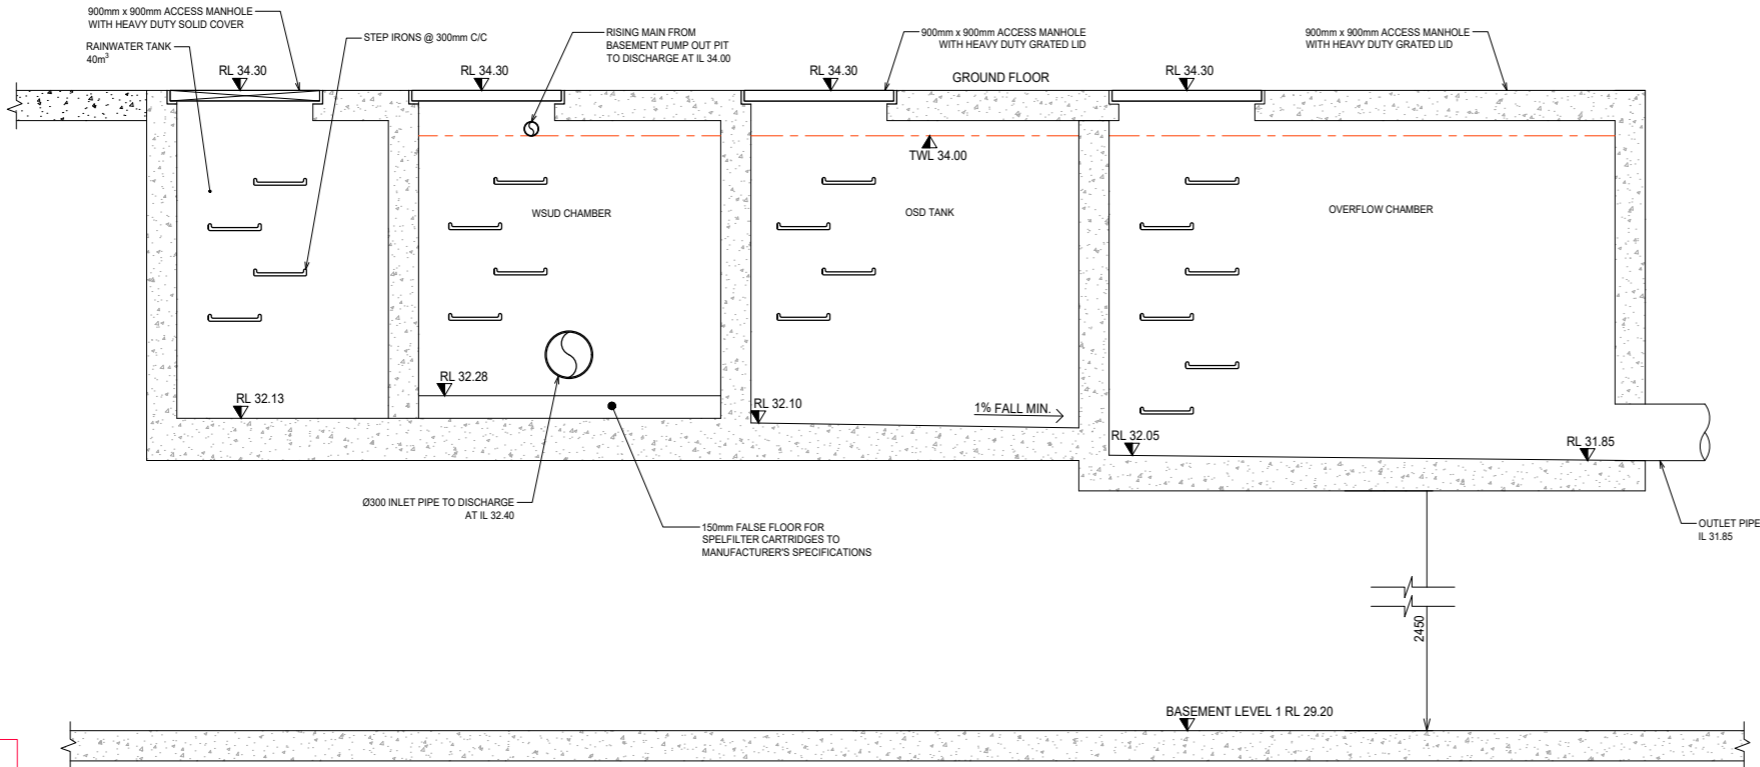 900mm x 900mm ACCESS MANHOLE
WITH HEAVY DUTY SOLID COVER
RAINWATER TANK
40m³
STEP IRONS @ 300mm C/C
RISING MAIN FROM
BASEMENT PUMP OUT PIT
TO DISCHARGE AT IL 34.00
900mm x 900mm ACCESS MANHOLE
WITH HEAVY DUTY GRATED LID
900mm x 900mm ACCESS MANHOLE
WITH HEAVY DUTY GRATED LID
RL 34.30
RL 34.30
RL 34.30
GROUND FLOOR
RL 34.30
TWL 34.00
WSUD CHAMBER
OSD TANK
OVERFLOW CHAMBER
RL 32.13
RL 32.28
RL 32.10
1% FALL MIN.
RL 32.05
RL 31.85
Ø300 INLET PIPE TO DISCHARGE
AT IL 32.40
150mm FALSE FLOOR FOR
SPELFILTER CARTRIDGES TO
MANUFACTURER'S SPECIFICATIONS
OUTLET PIPE
IL 31.85
2450
BASEMENT LEVEL 1 RL 29.20